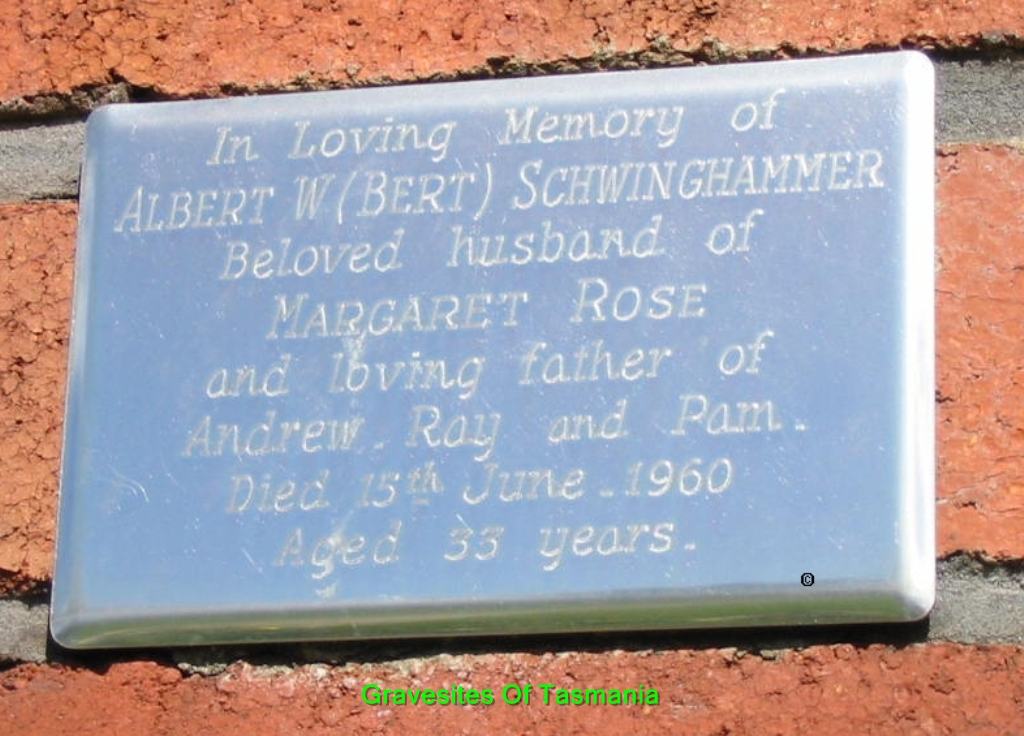 In Loving Memory of
ALBERT W (BERT) SCHWINGHAMMER
Beloved husband of
MARGARET ROSE
and loving father of
Andrew. Ray and Pam.
Died 15th June. 1960
Aged 33 years.
©
Gravesites Of Tasmania